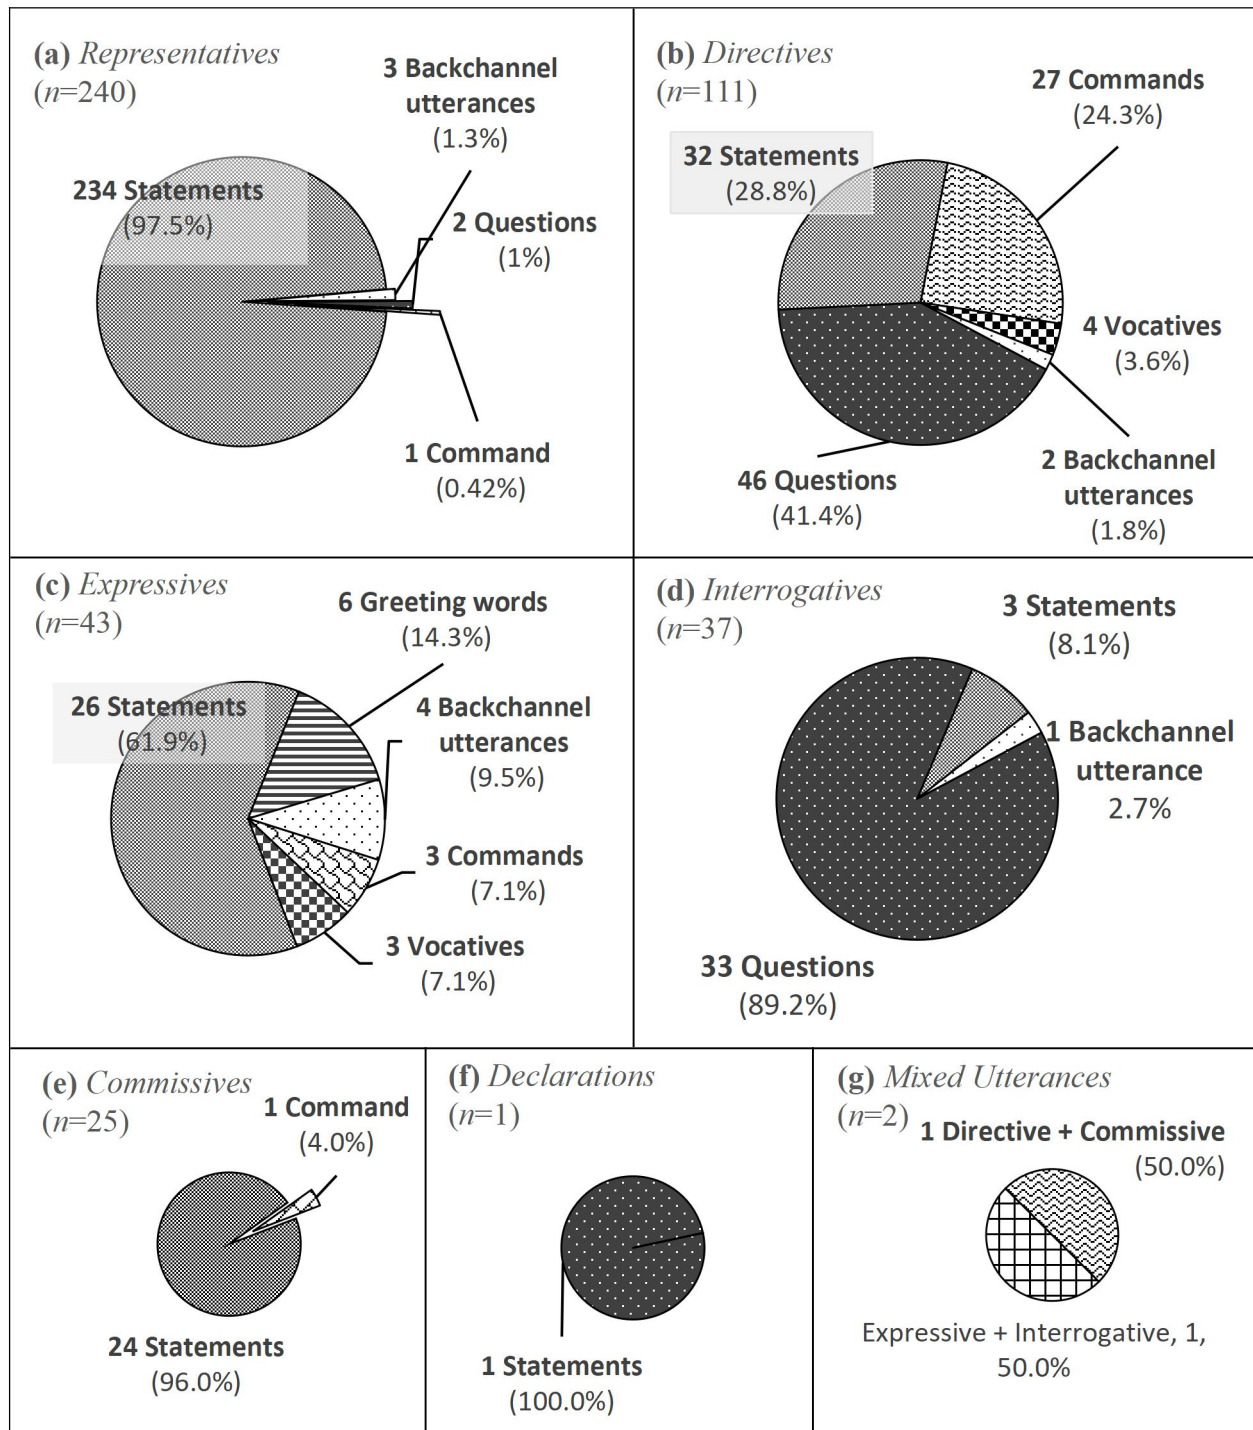 (a) Representatives
(n=240)
3 Backchannel
utterances
(1.3%)
234 Statements
(97.5%)
2 Questions
(1%)
1 Command
(0.42%)
(b) Directives
(n=111)
27 Commands
(24.3%)
32 Statements
(28.8%)
4 Vocatives
(3.6%)
46 Questions
(41.4%)
2 Backchannel
utterances
(1.8%)
(c) Expressives
(n=43)
6 Greeting words
(14.3%)
26 Statements
(61.9%)
4 Backchannel
utterances
(9.5%)
3 Commands
(7.1%)
3 Vocatives
(7.1%)
(d) Interrogatives
(n=37)
3 Statements
(8.1%)
1 Backchannel
utterance
2.7%
33 Questions
(89.2%)
(e) Commissives
(n=25)
1 Command
(4.0%)
24 Statements
(96.0%)
(f) Declarations
(n=1)
1 Statements
(100.0%)
(g) Mixed Utterances
(n=2)
1 Directive + Commissive
(50.0%)
Expressive + Interrogative, 1,
50.0%